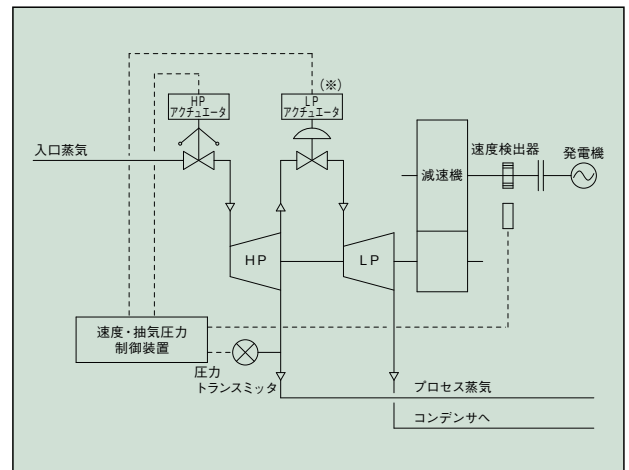 (※)
HP
アクチュエータ
LP
アクチュエータ
入口蒸気
速度検出器
発電機
減速機
HP
LP
速度・抽気圧力
制御装置
圧力
トランスミッタ
プロセス蒸気
コンデンサへ